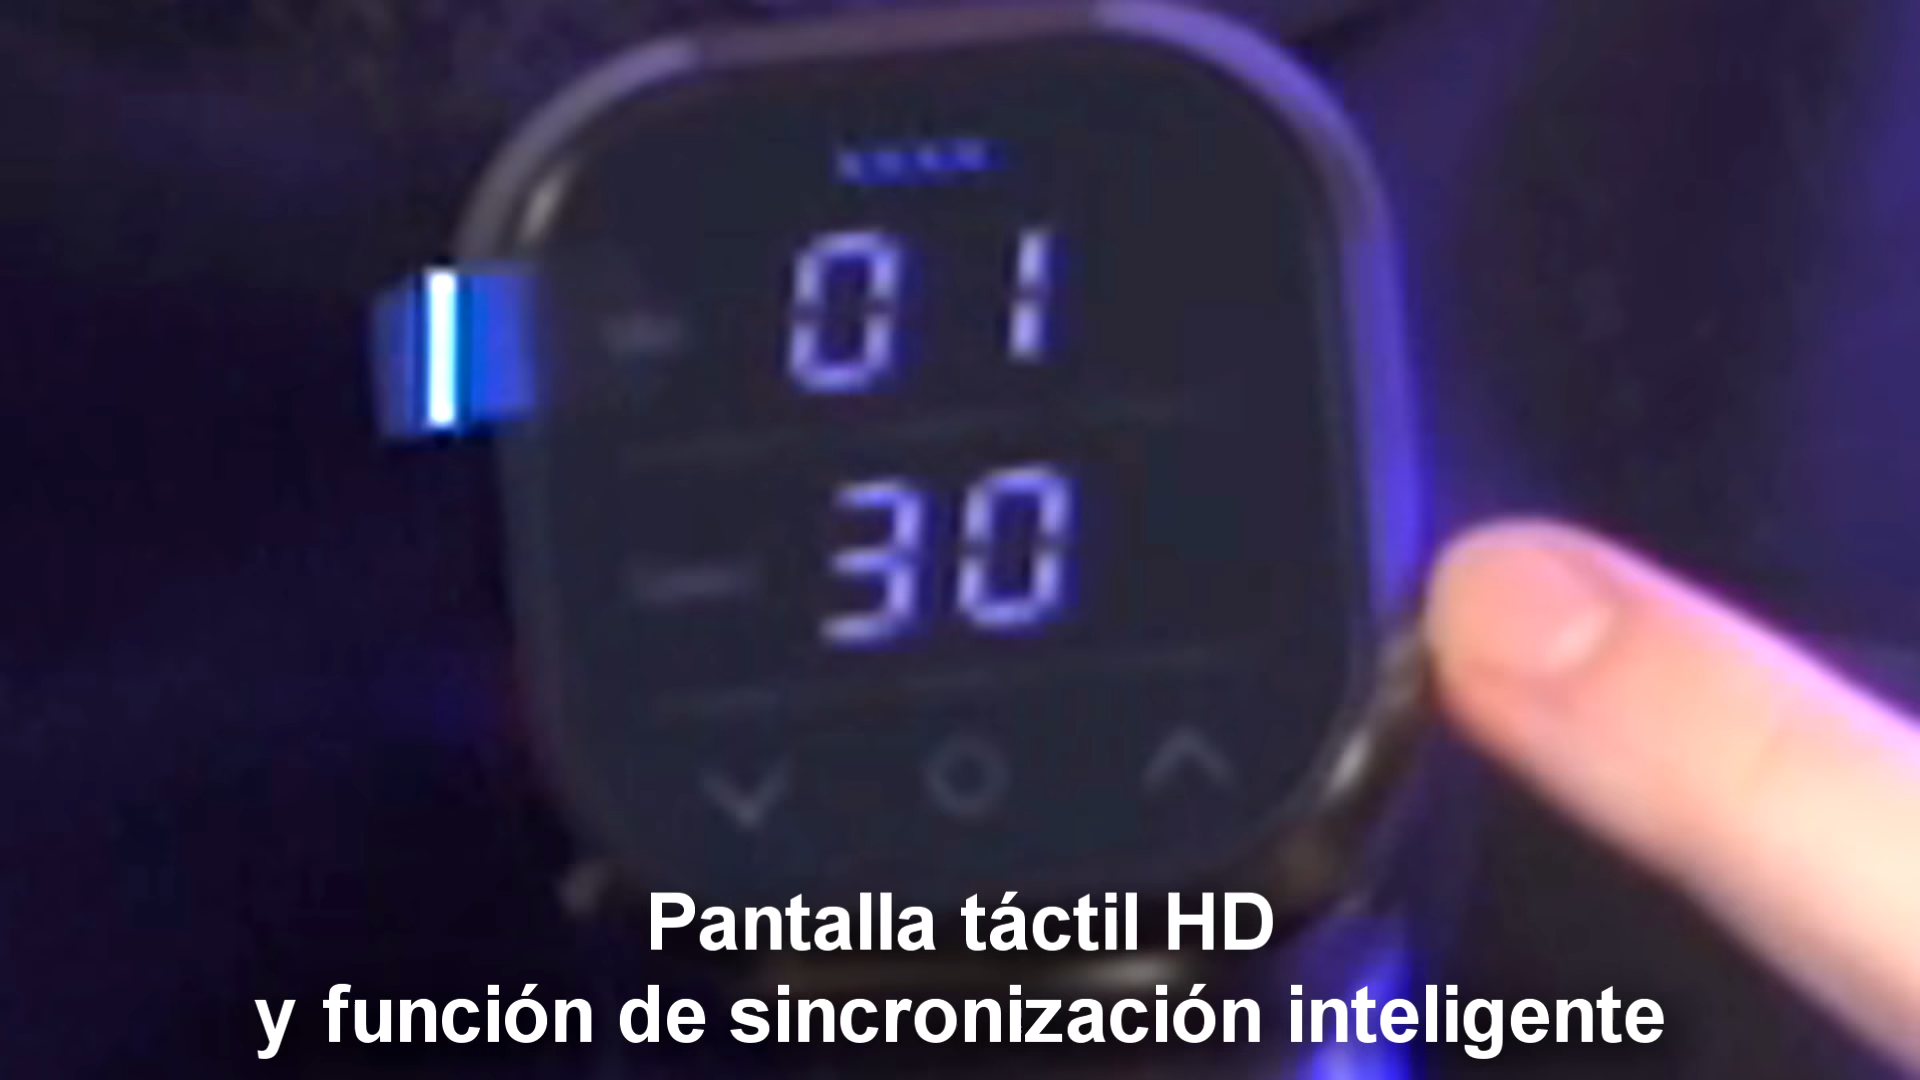 01
30
Pantalla táctil HD
y función de sincronización inteligente